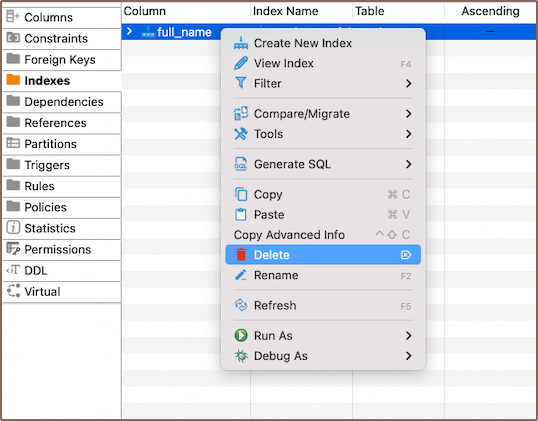 Columns
Constraints
Foreign Keys
Indexes
Dependencies
References
Partitions
Triggers
Rules
Policies
Statistics
Permissions
DDL
Virtual
Column Index Name Table Ascending
full_name
Create New Index
View Index F4
Filter
Compare/Migrate
Tools
Generate SQL
SQL
Copy ⌘ C
Paste ⌘ V
Copy Advanced Info ^⇧ C
Delete ⌦
Rename F2
Refresh F5
Run As
Debug As